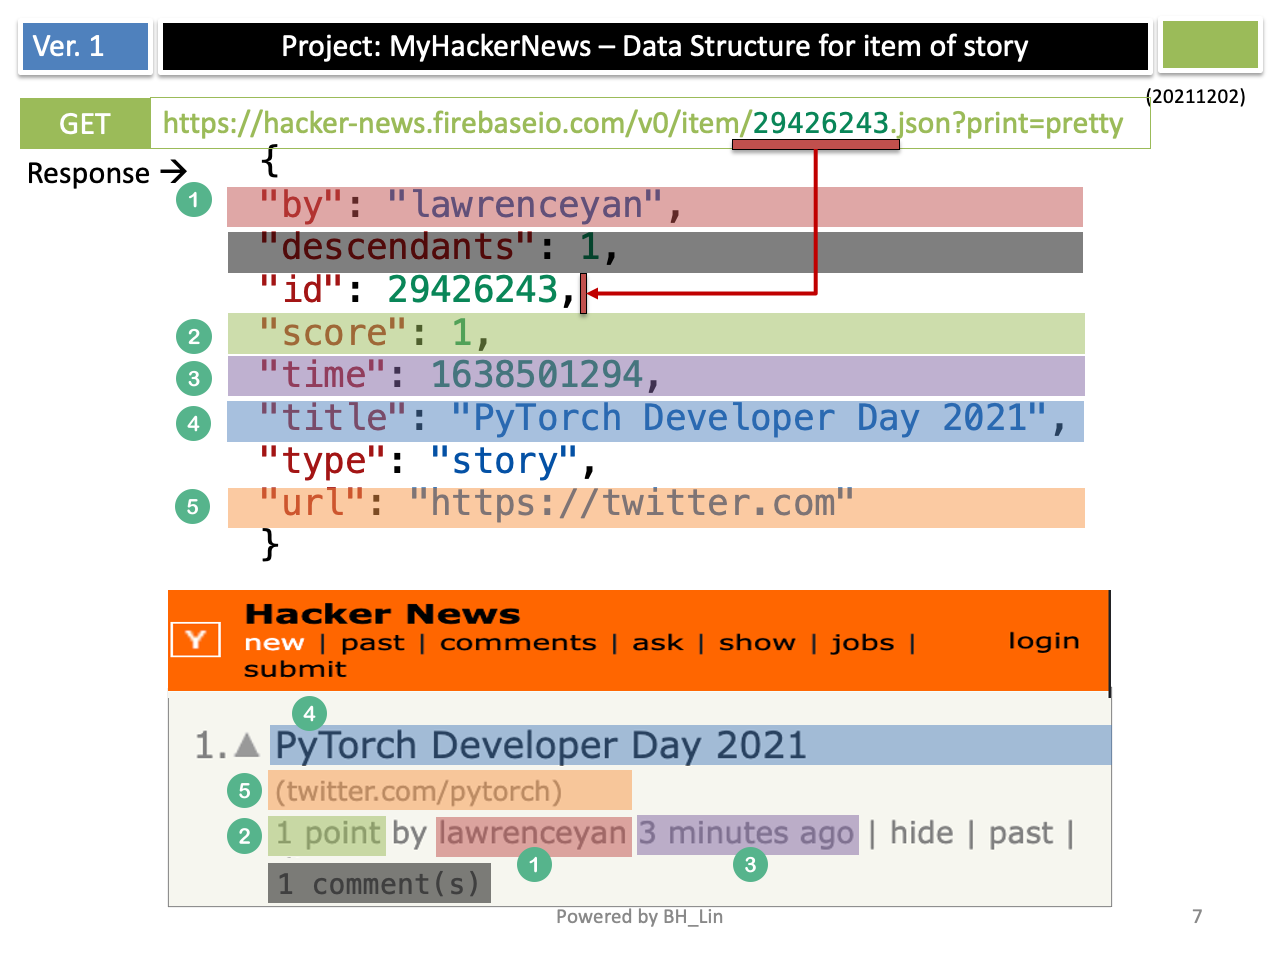 Ver. 1
Project: MyHackerNews – Data Structure for item of story
(20211202)
GET
https://hacker-news.firebaseio.com/v0/item/29426243.json?print=pretty
Response →
{
1
"by": "lawrenceyan",
"descendants": 1,
"id": 29426243,
2
"score": 1,
3
"time": 1638501294,
4
"title": "PyTorch Developer Day 2021",
"type": "story",
5
"url": "https://twitter.com"
}
Hacker News
Y
new | past | comments | ask | show | jobs |
login
submit
4
1. ▲ PyTorch Developer Day 2021
5
(twitter.com/pytorch)
2
1 point by lawrenceyan 3 minutes ago | hide | past |
1
3
1 comment(s)
Powered by BH_Lin
7